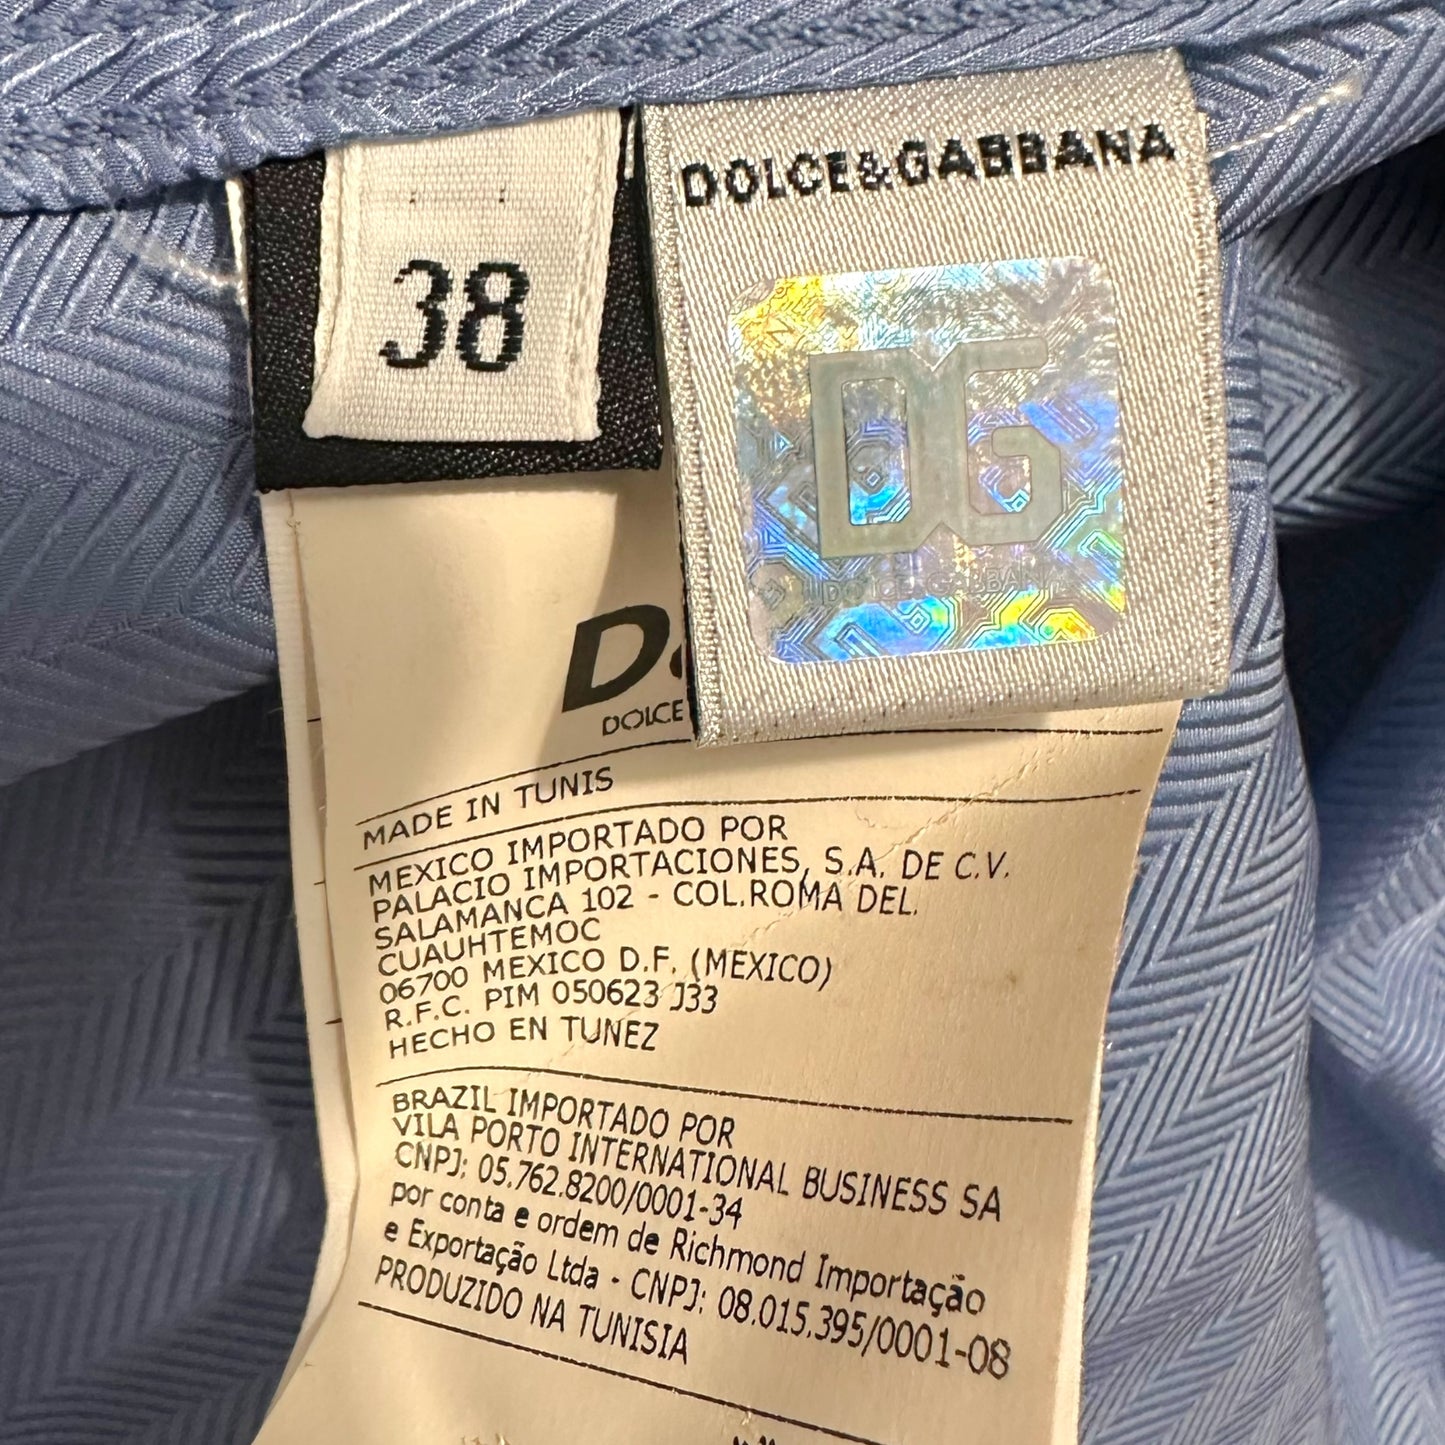 38
DOLCE&GABBANA
DG
DOLCE&GABBANA
D&
DOLCE
MADE IN TUNIS
MEXICO IMPORTADO POR
PALACIO IMPORTACIONES, S.A. DE C.V.
SALAMANCA 102 - COL.ROMA DEL.
CUAUHTEMOC
06700 MEXICO D.F. (MEXICO)
R.F.C. PIM 050623 J33
HECHO EN TUNEZ
BRAZIL IMPORTADO POR
VILA PORTO INTERNATIONAL BUSINESS SA
CNPJ: 05.762.8200/0001-34
por conta e ordem de Richmond Importação
e Exportação Ltda - CNPJ: 08.015.395/0001-08
PRODUZIDO NA TUNISIA